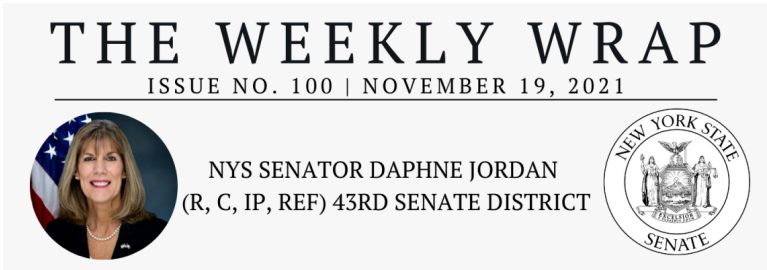 THE WEEKLY WRAP
ISSUE NO. 100 | NOVEMBER 19, 2021
NYS SENATOR DAPHNE JORDAN
(R, C, IP, REF) 43RD SENATE DISTRICT
NEW YORK STATE
EXCELSIOR
SENATE